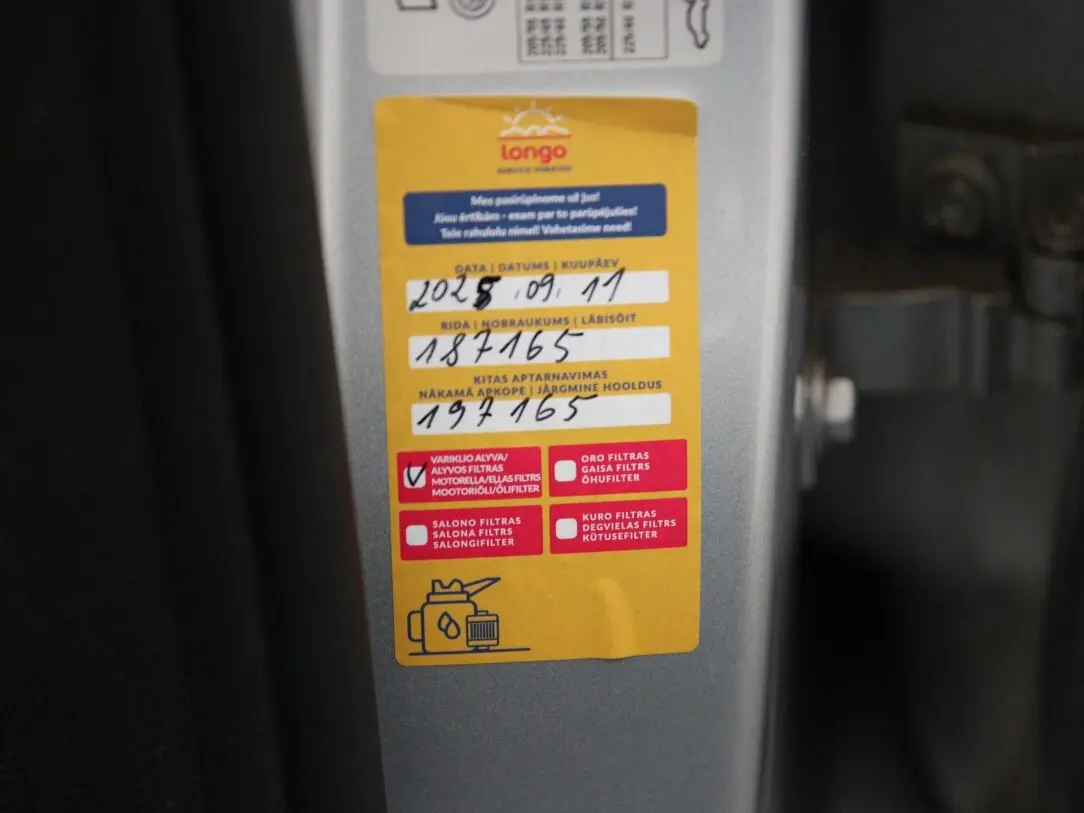 longo
Mes pasirūpinome už jus!
Jūsu ērtībām - esam par to parūpējušies!
Teie rahulolu nimel! Vahetasime need!
DATA | DATUMS | KUUPÄEV
2025.09.11
RIDA | NOBRAUKUMS | LÄBISÕIT
187165
KITAS APTARNAVIMAS
NĀKAMĀ APKOPE | JÄRGMINE HOOLDUS
197165
VARIKLIO ALYVA/
ALYVOS FILTRAS
MOTORELLA/ELLAS FILTRS
MOOTORIÕLI/ÕLIFILTER
ORO FILTRAS
GAISA FILTRS
ÕHUFILTER
SALONO FILTRAS
SALONA FILTRS
SALONGIFILTER
KURO FILTRAS
DEGVIELAS FILTRS
KÜTUSEFILTER